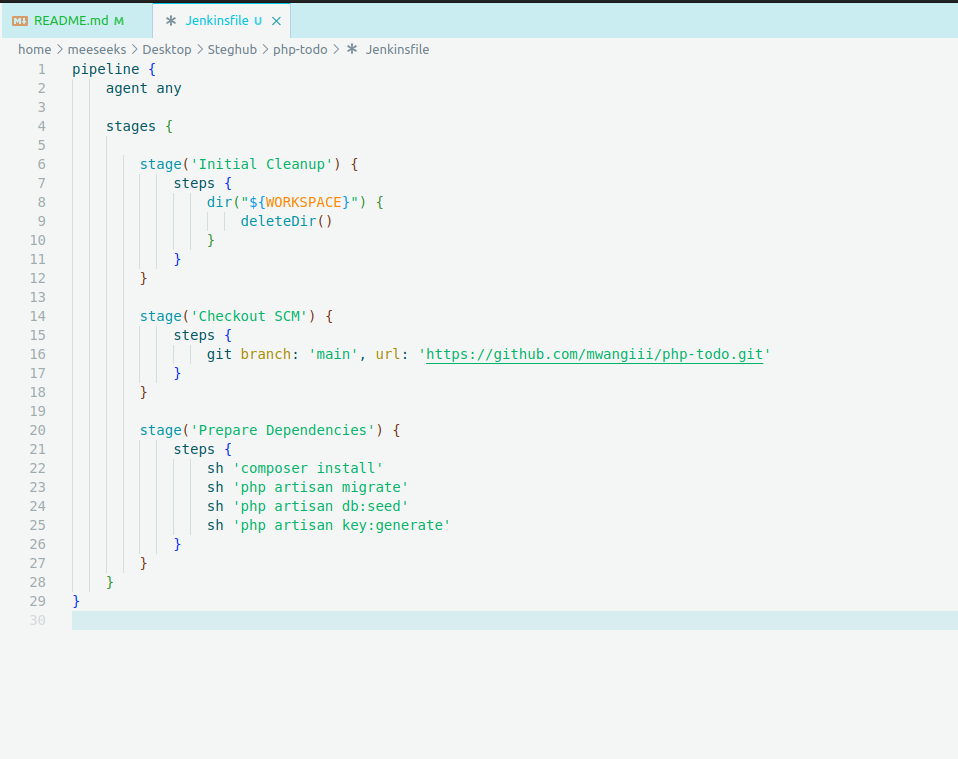 README.md M Jenkinsfile U
home > meeseeks > Desktop > Steghub > php-todo > Jenkinsfile
1 pipeline {
2     agent any
3
4     stages {
5
6         stage('Initial Cleanup') {
7             steps {
8                 dir("${WORKSPACE}") {
9                     deleteDir()
10                 }
11             }
12         }
13
14         stage('Checkout SCM') {
15             steps {
16                 git branch: 'main', url: 'https://github.com/mwangiii/php-todo.git'
17             }
18         }
19
20         stage('Prepare Dependencies') {
21             steps {
22                 sh 'composer install'
23                 sh 'php artisan migrate'
24                 sh 'php artisan db:seed'
25                 sh 'php artisan key:generate'
26             }
27         }
28     }
29 }
30